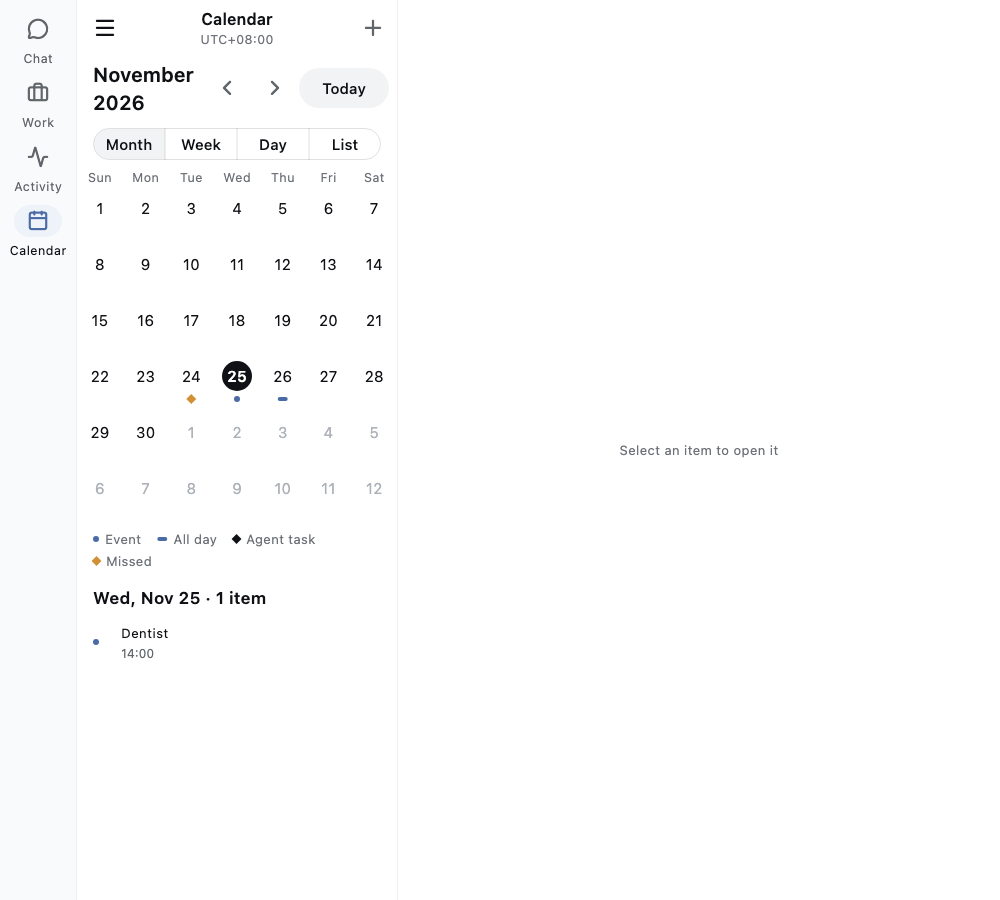 Chat
Work
Activity
Calendar
Calendar
UTC+08:00
November
2026
Today
Month Week Day List
Sun Mon Tue Wed Thu Fri Sat
1 2 3 4 5 6 7
8 9 10 11 12 13 14
15 16 17 18 19 20 21
22 23 24 25 26 27 28
29 30 1 2 3 4 5
6 7 8 9 10 11 12
Event All day Agent task
Missed
Wed, Nov 25 · 1 item
Dentist
14:00
Select an item to open it